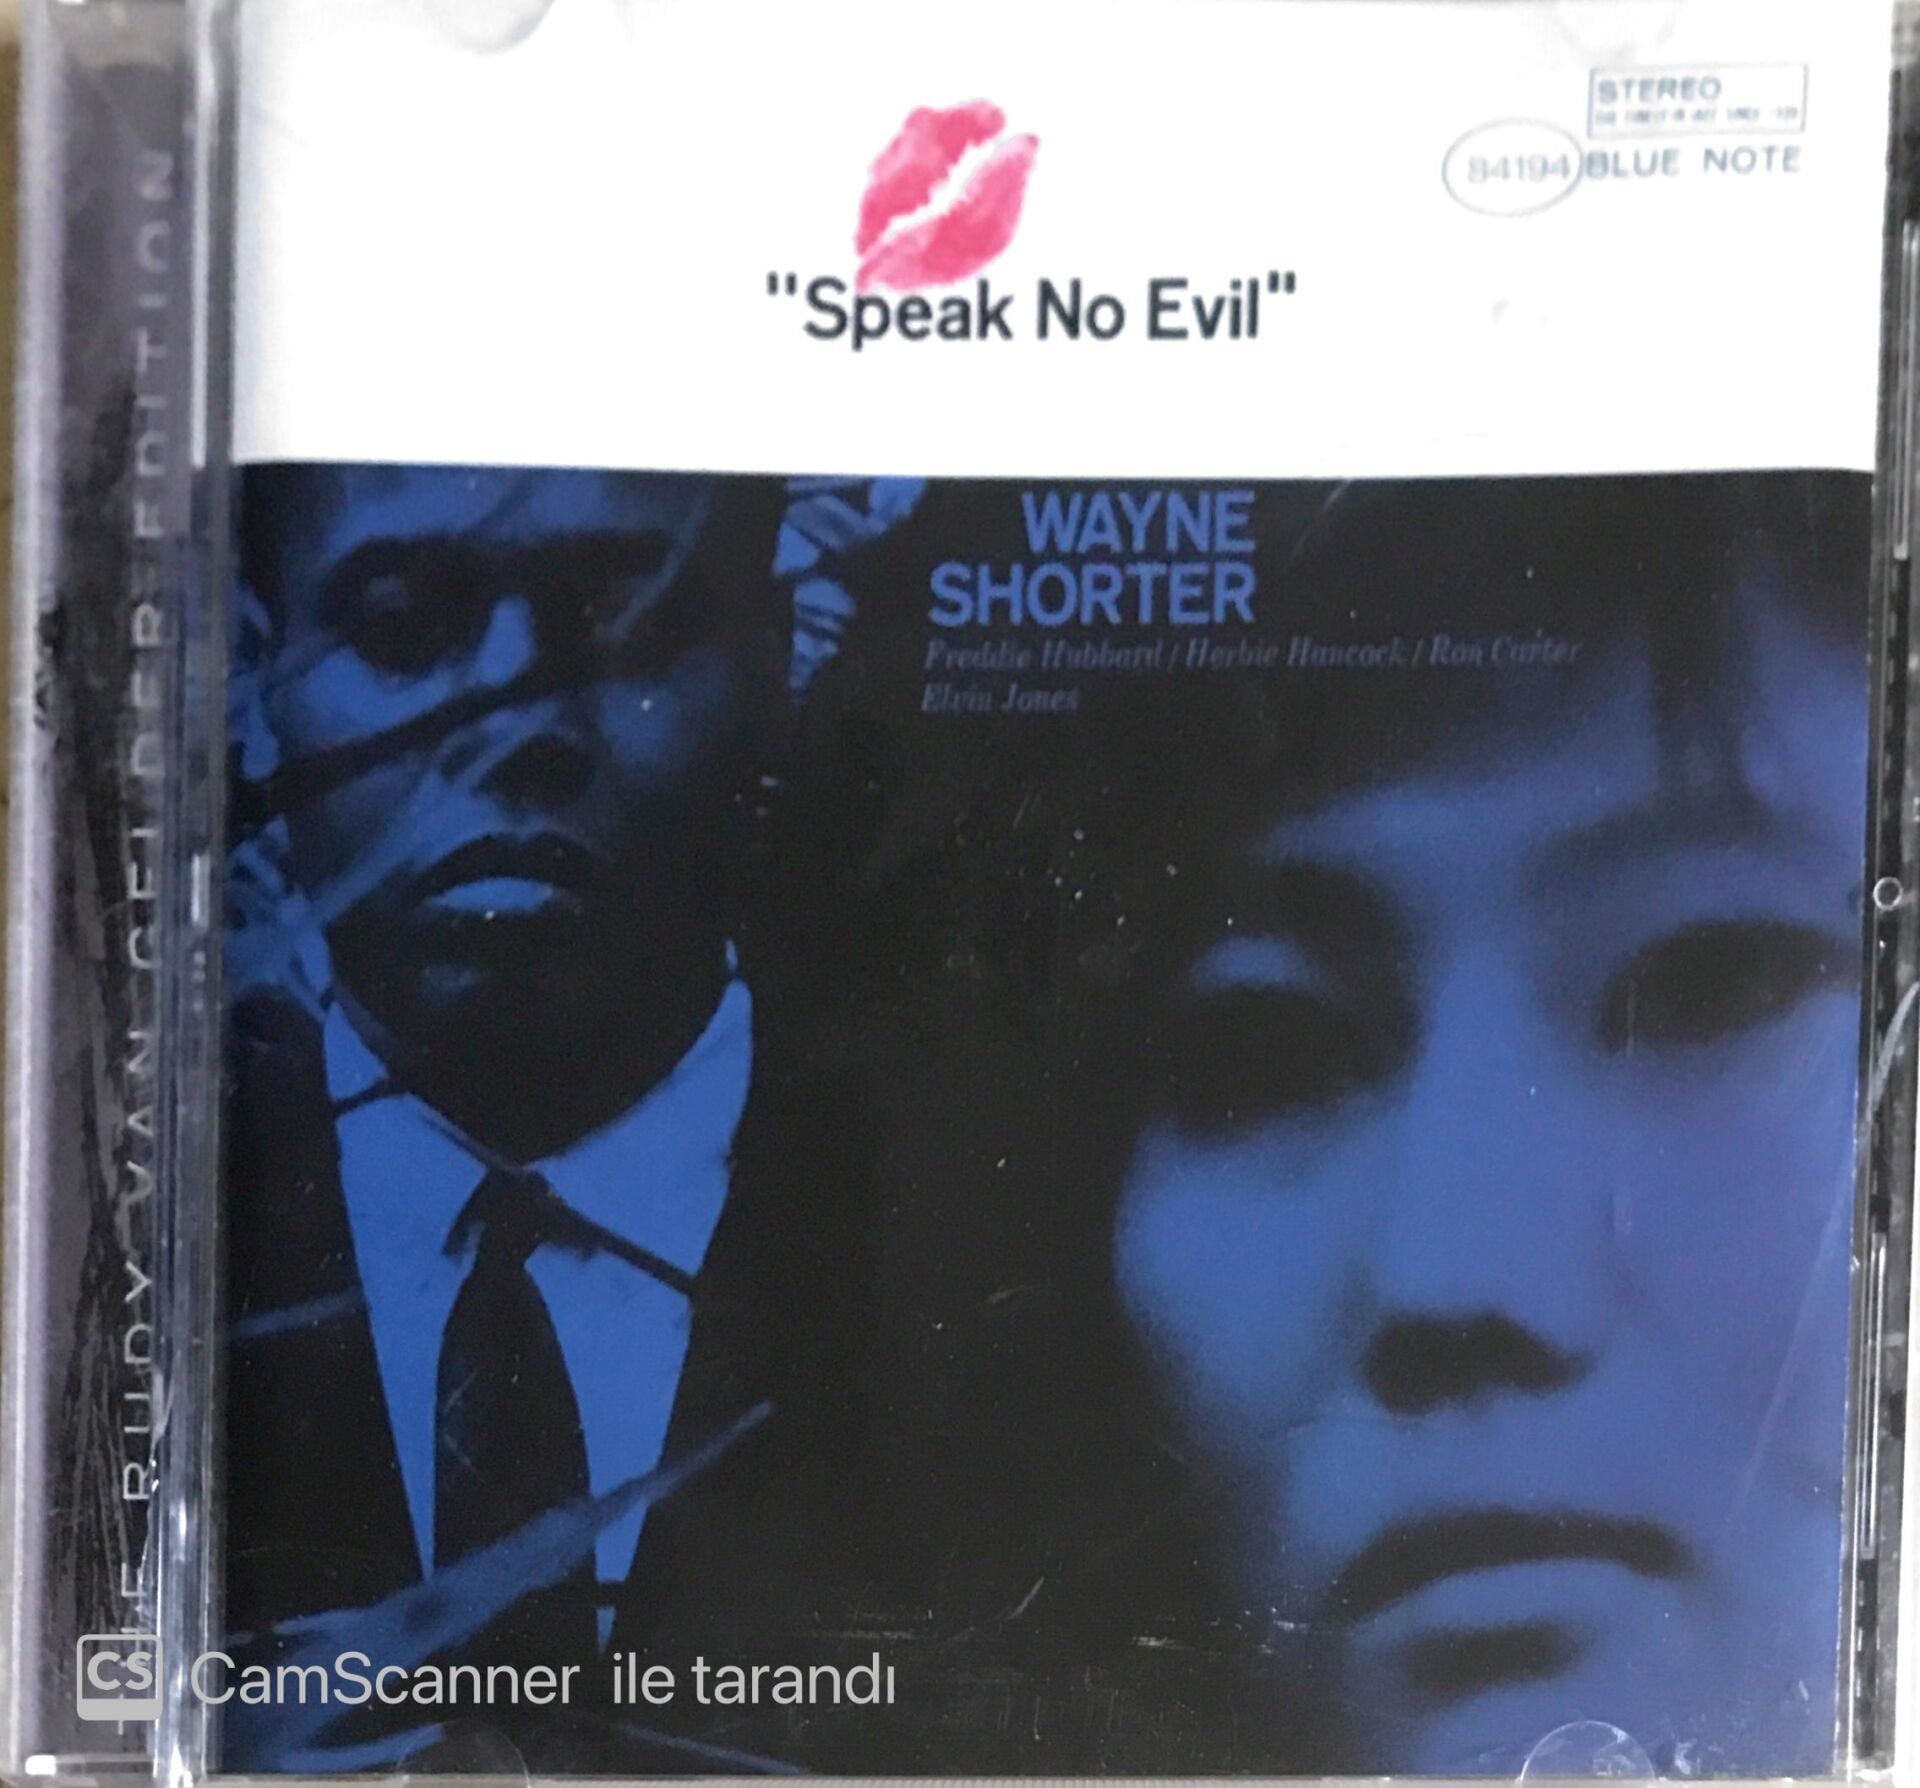 STEREO
84194 BLUE NOTE
"Speak No Evil"
WAYNE
SHORTER
Freddie Hubbard / Herbie Hancock / Ron Carter
Elvin Jones
THE RUDY VAN GELDER EDITION
CS CamScanner ile tarandı